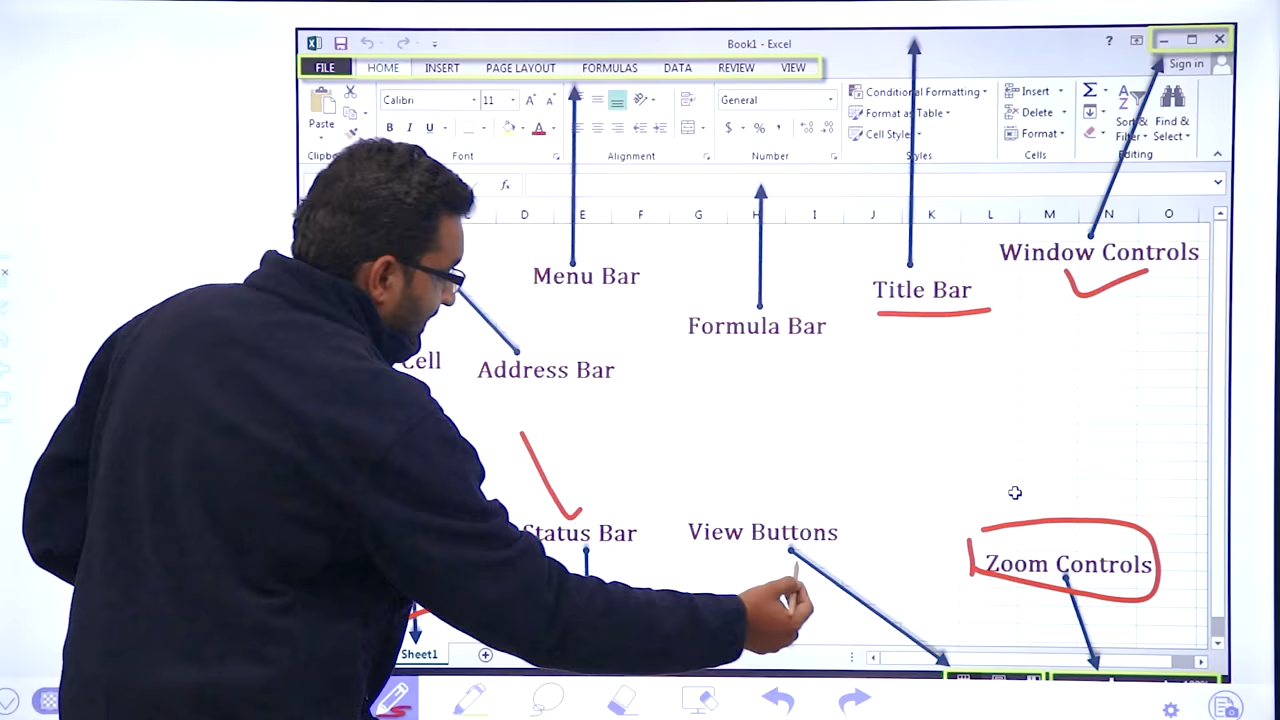 Book1 - Excel
?
FILE HOME INSERT PAGE LAYOUT FORMULAS DATA REVIEW VIEW
Sign in
Calibri 11 General Conditional Formatting Insert Σ
Paste Format as Table Delete Sort & Find &
B I U A $ % , Cell Styles Format Filter Select
Clipb Font Alignment Number Styles Cells Editing
fx
D E F G H I J K L M N O
Window Controls
Menu Bar
Title Bar
Formula Bar
Cell
Address Bar
Status Bar
View Buttons
Zoom Controls
Sheet1